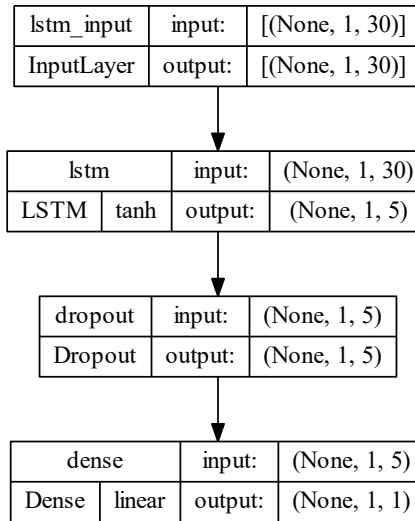 lstm_input input: [(None, 1, 30)]
InputLayer output: [(None, 1, 30)]
lstm input: (None, 1, 30)
LSTM tanh output: (None, 1, 5)
dropout input: (None, 1, 5)
Dropout output: (None, 1, 5)
dense input: (None, 1, 5)
Dense linear output: (None, 1, 1)